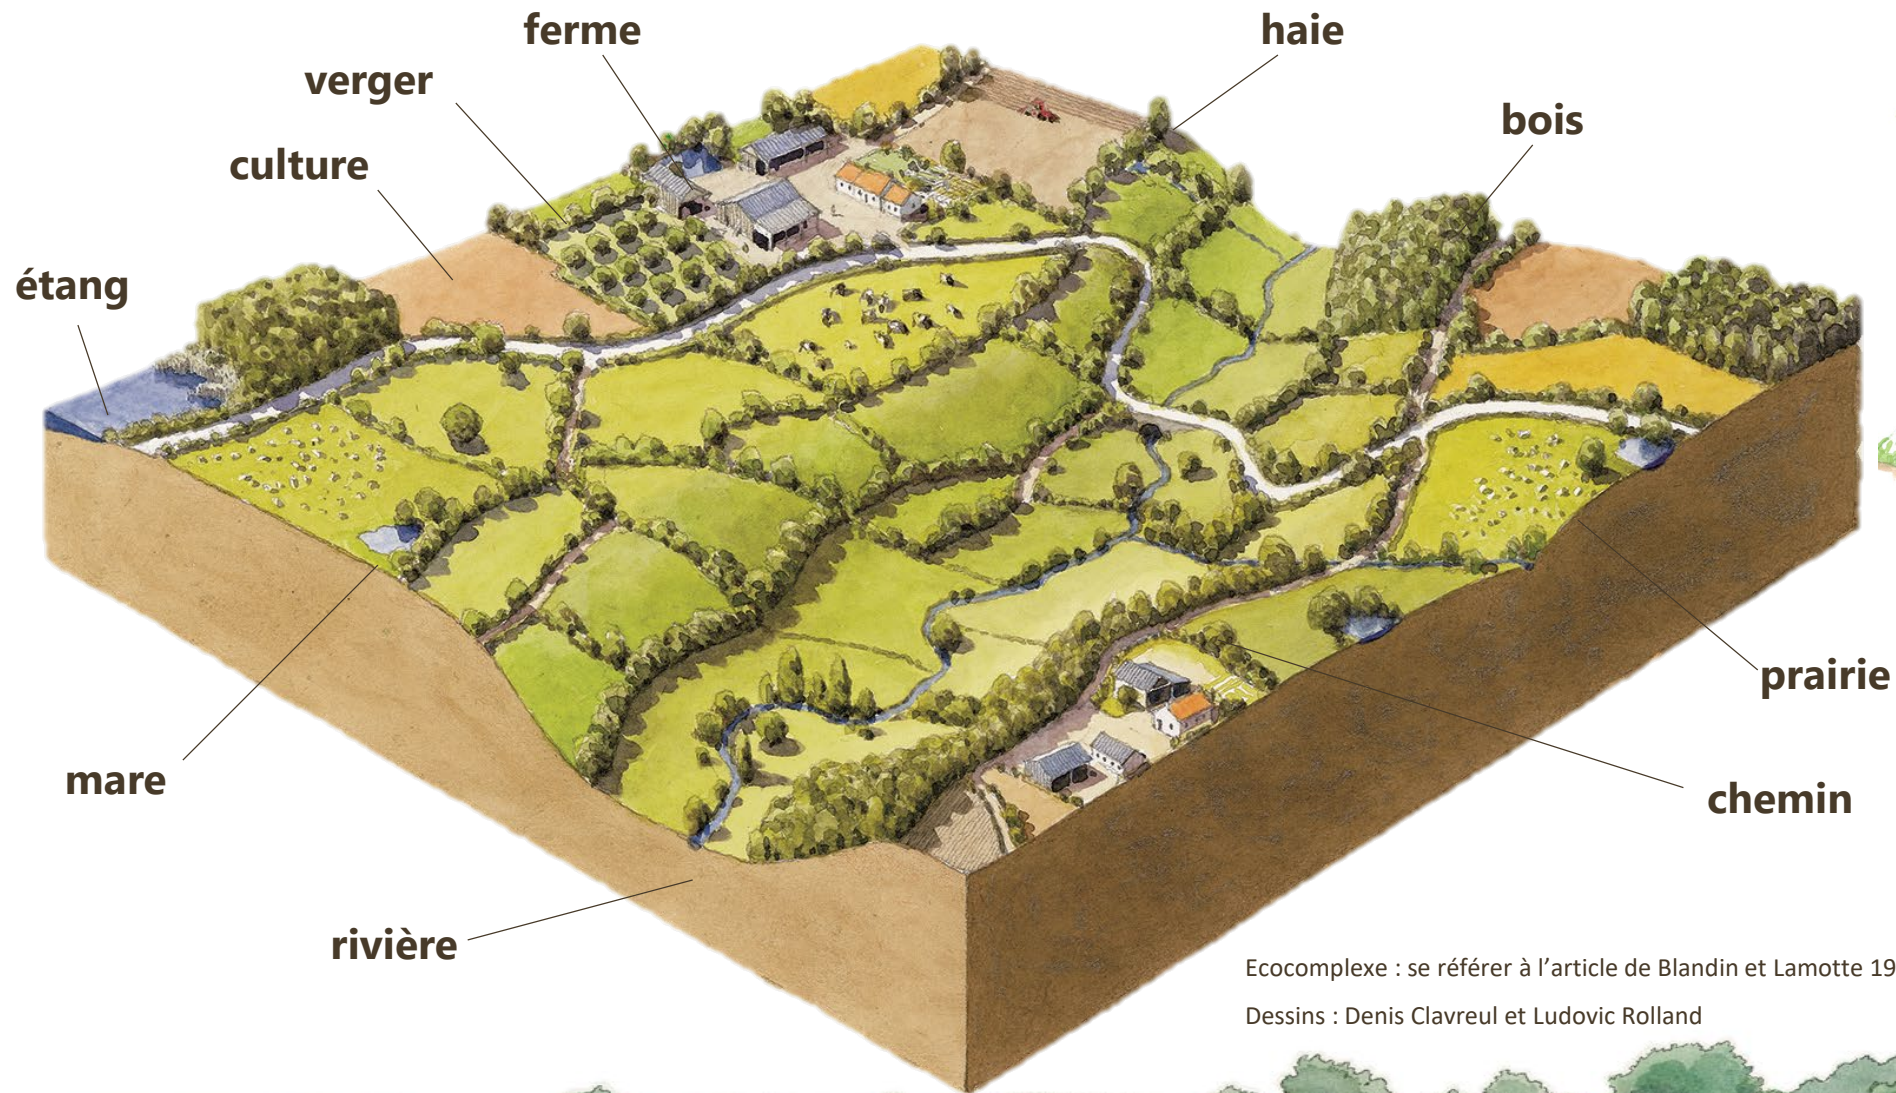 ferme
haie
verger
bois
culture
étang
prairie
mare
chemin
rivière
Ecocomplexe : se référer à l’article de Blandin et Lamotte 19
Dessins : Denis Clavreul et Ludovic Rolland